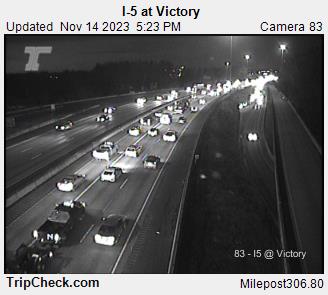 I-5 at Victory
Updated Nov 14 2023 5:23 PM Camera 83
T
83 - I5 @ Victory
TripCheck.com Milepost306.80